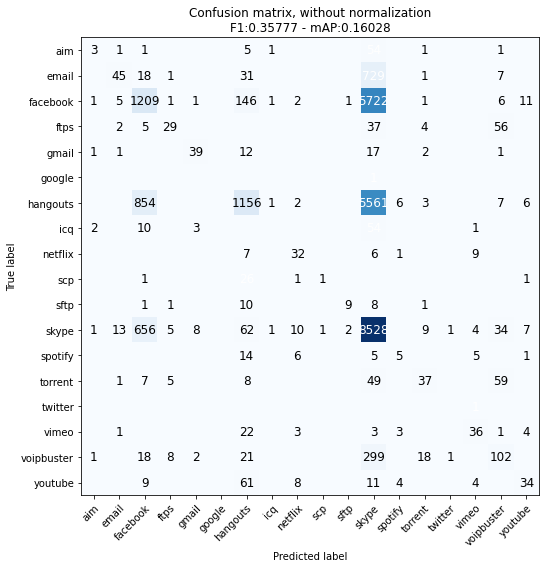 Confusion matrix, without normalization
F1:0.35777 - mAP:0.16028
aim 3 1 1 5 1 1 1
email 45 18 1 31 729 1 7
facebook 1 5 1209 1 1 146 1 2 1 5722 1 6 11
ftps 2 5 29 37 4 56
gmail 1 1 39 12 17 2 1
google
hangouts 854 1156 1 2 5561 6 3 7 6
icq 2 10 3 1
netflix 7 32 6 1 9
scp 1 1 1 1
sftp 1 1 10 9 8 1
skype 1 13 656 5 8 62 1 10 1 2 8528 9 1 4 34 7
spotify 14 6 5 5 5 1
torrent 1 7 5 8 49 37 59
twitter
vimeo 1 22 3 3 3 36 1 4
voipbuster 1 18 8 2 21 299 18 1 102
youtube 9 61 8 11 4 4 34
True label
aim email facebook ftps gmail google hangouts icq netflix scp sftp skype spotify torrent twitter vimeo voipbuster youtube
Predicted label